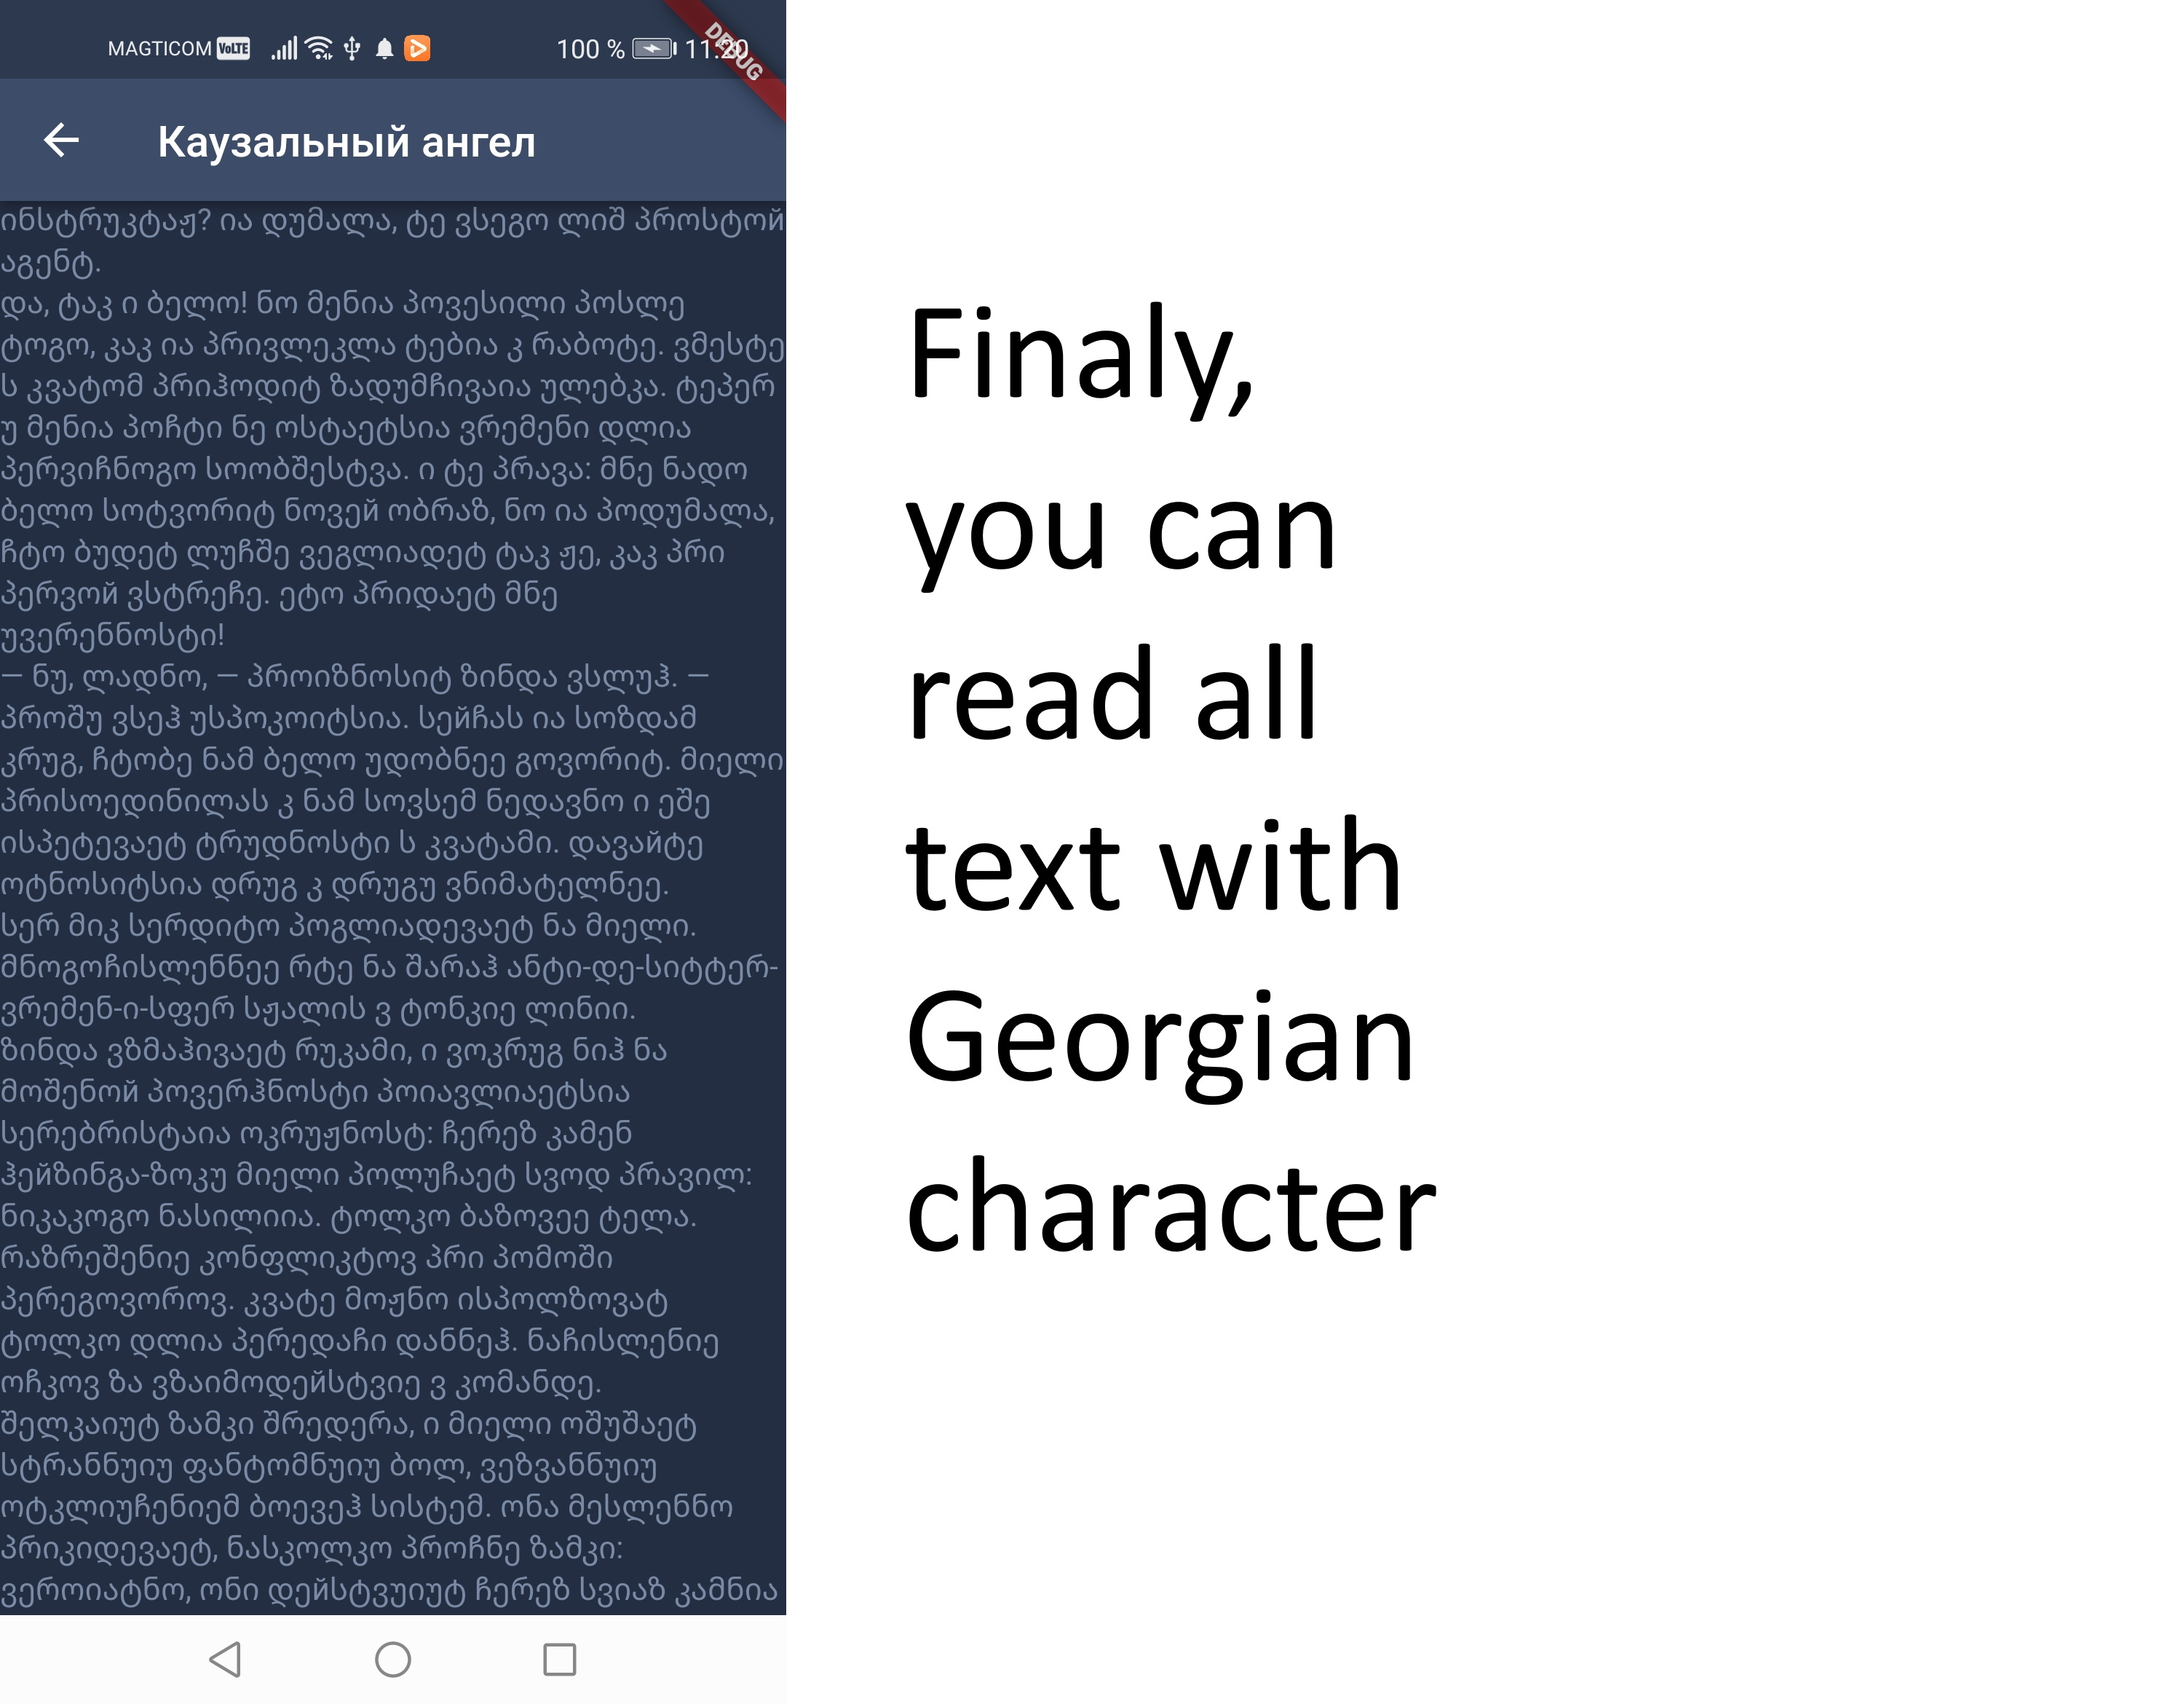 MAGTICOM VoLTE 100 % 11:20
DEBUG
Каузальный ангел
ინსტრუკტაჟ? ია დუმალა, ტე ვსეგო ლიშ პროსტოй
აგენტ.
და, ტაკ ი ბელო! ნო მენია პოვესილი პოსლე
ტოგო, კაკ ია პრივლეკლა ტებია კ რაბოტე. ვმესტე
ს კვატომ პრიჰოდიტ ზადუმჩივაია ულებკა. ტეპერ
უ მენია პოჩტი ნე ოსტაეტსია ვრემენი დლია
პერვიჩნოგო სოობშესტვა. ი ტე პრავა: მნე ნადო
ბელო სოტვორიტ ნოვეй ობრაზ, ნო ია პოდუმალა,
ჩტო ბუდეტ ლუჩშე ვეგლიადეტ ტაკ ჟე, კაკ პრი
პერვოй ვსტრეჩე. ეტო პრიდაეტ მნე
უვერენნოსტი!
— ნუ, ლადნო, — პროიზნოსიტ ზინდა ვსლუჰ. —
პროშუ ვსეჰ უსპოკოიტსია. სეйჩას ია სოზდამ
კრუგ, ჩტობე ნამ ბელო უდობნეე გოვორიტ. მიელი
პრისოედინილას კ ნამ სოვსემ ნედავნო ი ეშე
ისპეტევაეტ ტრუდნოსტი ს კვატამი. დავაйტე
ოტნოსიტსია დრუგ კ დრუგუ ვნიმატელნეე.
სერ მიკ სერდიტო პოგლიადევაეტ ნა მიელი.
მნოგოჩისლენნეე რტე ნა შარაჰ ანტი-დე-სიტტერ-
ვრემენ-ი-სფერ სჟალის ვ ტონკიე ლინიი.
ზინდა ვზმაჰივაეტ რუკამი, ი ვოკრუგ ნიჰ ნა
მოშენოй პოვერჰნოსტი პოიავლიაეტსია
სერებრისტაია ოკრუჟნოსტ: ჩერეზ კამენ
ჰეйზინგა-ზოკუ მიელი პოლუჩაეტ სვოდ პრავილ:
ნიკაკოგო ნასილიია. ტოლკო ბაზოვეე ტელა.
რაზრეშენიე კონფლიკტოვ პრი პომოში
პერეგოვოროვ. კვატე მოჟნო ისპოლზოვატ
ტოლკო დლია პერედაჩი დანნეჰ. ნაჩისლენიე
ოჩკოვ ზა ვზაიმოდეйსტვიე ვ კომანდე.
შელკაიუტ ზამკი შრედერა, ი მიელი ოშუშაეტ
სტრანნუიუ ფანტომნუიუ ბოლ, ვეზვანნუიუ
ოტკლიუჩენიემ ბოევეჰ სისტემ. ონა მესლენნო
პრიკიდევაეტ, ნასკოლკო პროჩნე ზამკი:
ვეროიატნო, ონი დეйსტვუიუტ ჩერეზ სვიაზ კამნია
Finaly,
you can
read all
text with
Georgian
character